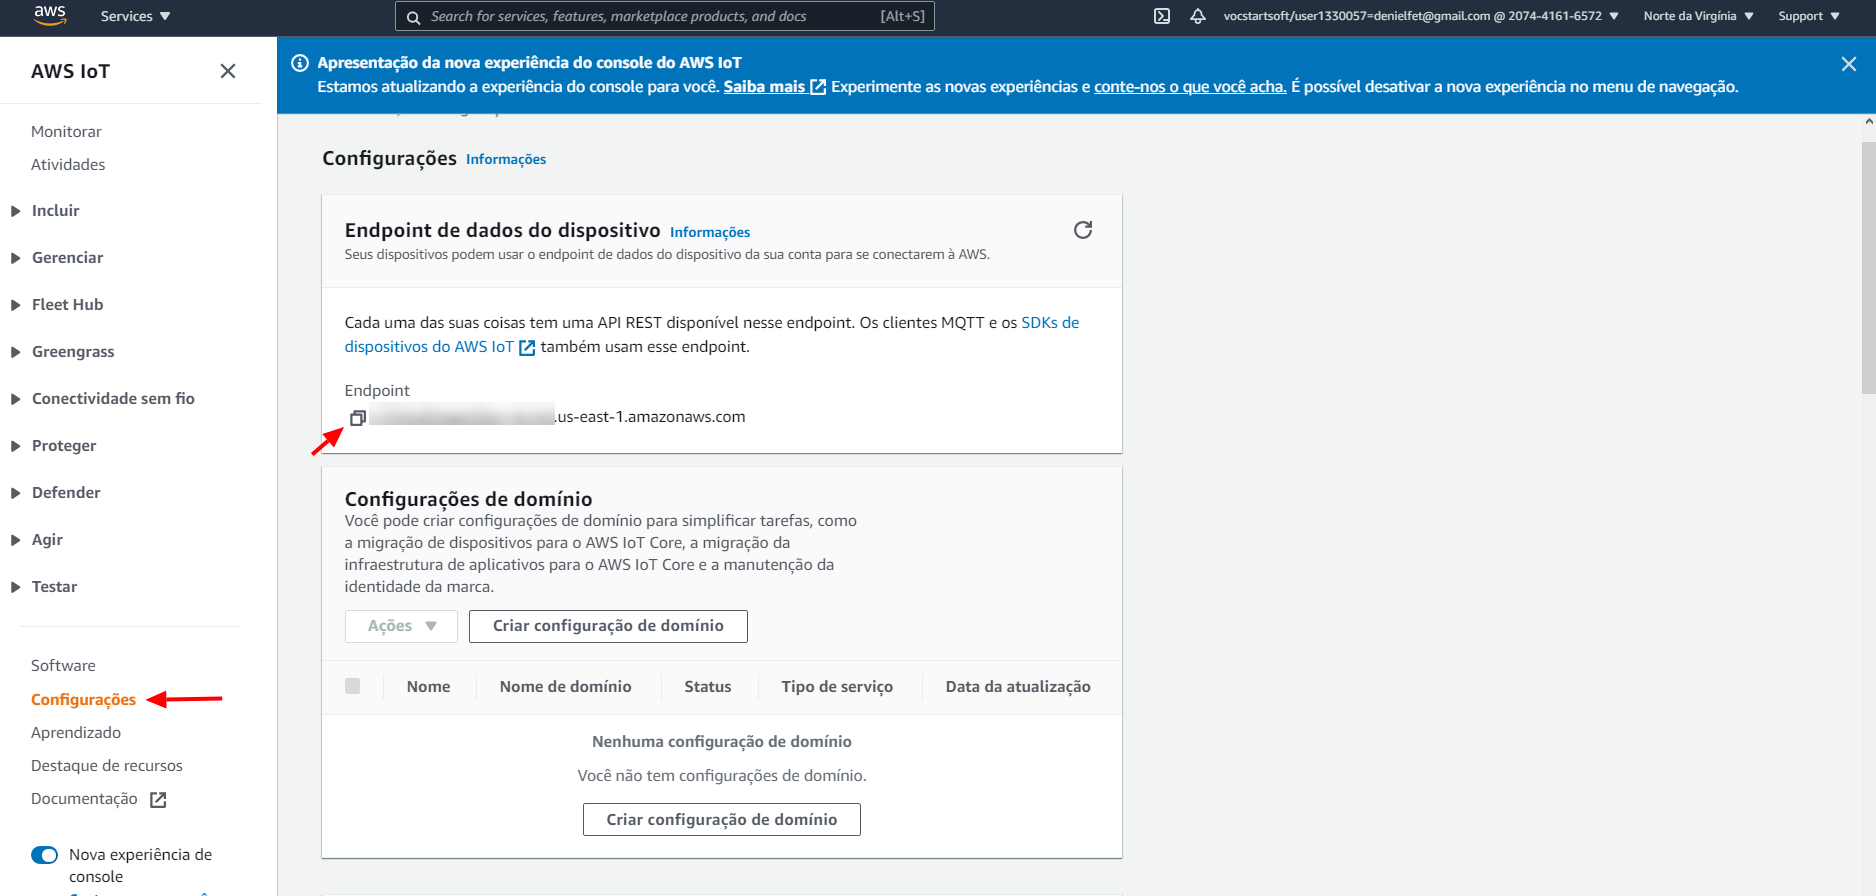 aws Services Search for services, features, marketplace products, and docs [Alt+S] vocstartsoft/user1330057=denielfet@gmail.com @ 2074-4161-6572 Norte da Virgínia Support
AWS IoT
Apresentação da nova experiência do console do AWS IoT
Estamos atualizando a experiência do console para você. Saiba mais Experimente as novas experiências e conte-nos o que você acha. É possível desativar a nova experiência no menu de navegação.
Monitorar
Atividades
Incluir
Gerenciar
Fleet Hub
Greengrass
Conectividade sem fio
Proteger
Defender
Agir
Testar
Software
Configurações
Aprendizado
Destaque de recursos
Documentação
Nova experiência de
console
Configurações Informações
Endpoint de dados do dispositivo Informações
Seus dispositivos podem usar o endpoint de dados do dispositivo da sua conta para se conectarem à AWS.
Cada uma das suas coisas tem uma API REST disponível nesse endpoint. Os clientes MQTT e os SDKs de
dispositivos do AWS IoT também usam esse endpoint.
Endpoint
.us-east-1.amazonaws.com
Configurações de domínio
Você pode criar configurações de domínio para simplificar tarefas, como
a migração de dispositivos para o AWS IoT Core, a migração da
infraestrutura de aplicativos para o AWS IoT Core e a manutenção da
identidade da marca.
Ações Criar configuração de domínio
Nome Nome de domínio Status Tipo de serviço Data da atualização
Nenhuma configuração de domínio
Você não tem configurações de domínio.
Criar configuração de domínio